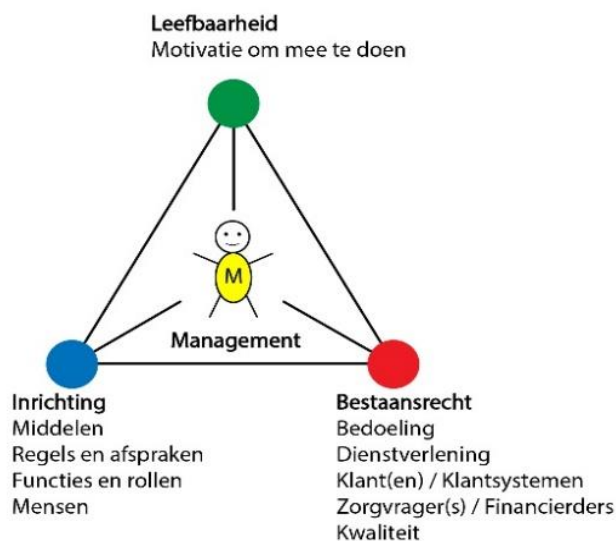 Leefbaarheid
Motivatie om mee te doen
M
Management
Inrichting
Middelen
Regels en afspraken
Functies en rollen
Mensen
Bestaansrecht
Bedoeling
Dienstverlening
Klant(en) / Klantsystemen
Zorgvrager(s) / Financierders
Kwaliteit